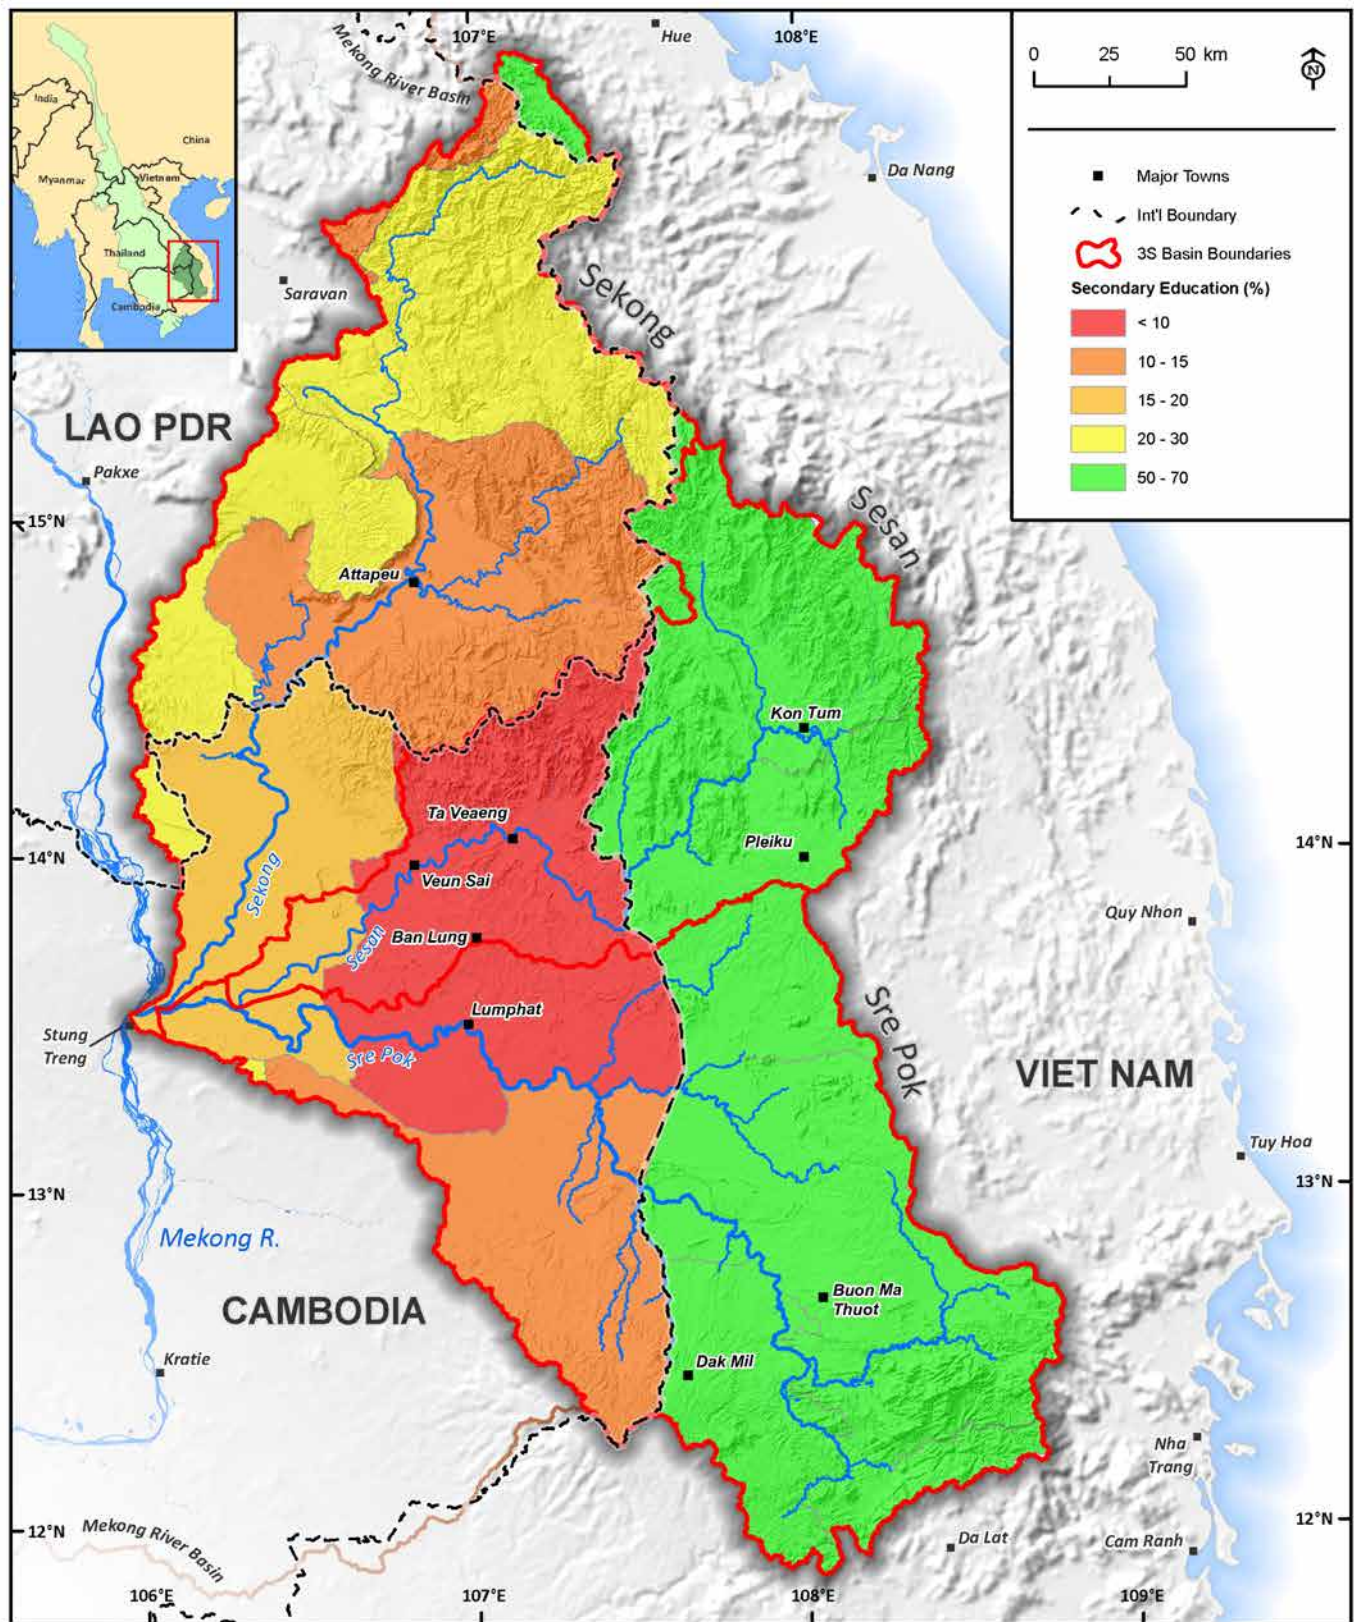 107°E
108°E
Hue
Mekong River Basin
0 25 50 km
N
India
China
Myanmar
Vietnam
Thailand
Cambodia
Da Nang
Major Towns
Int'l Boundary
3S Basin Boundaries
Secondary Education (%)
< 10
10 - 15
15 - 20
20 - 30
50 - 70
Saravan
Sekong
LAO PDR
Pakxe
Sesan
15°N
Attapeu
Kon Tum
Ta Veaeng
Pleiku
14°N
14°N
Veun Sai
Sekong
Quy Nhon
Ban Lung
Sesan
Lumphat
Sre Pok
Stung
Treng
Sre Pok
VIET NAM
Tuy Hoa
13°N
13°N
Mekong R.
CAMBODIA
Buon Ma
Thuot
Kratie
Dak Mil
Nha
Trang
12°N
12°N
Mekong River Basin
Da Lat
Cam Ranh
106°E
107°E
108°E
109°E